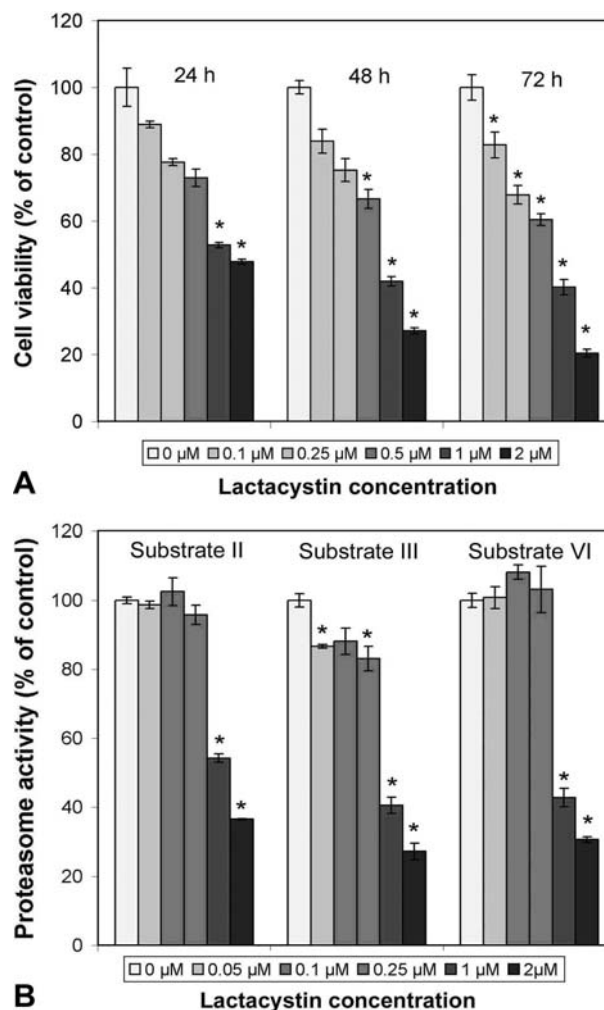 120
100
80
60
40
20
0
Cell viability (% of control)
24 h 48 h 72 h
* *
* * *
* * * * *
0 µM 0.1 µM 0.25 µM 0.5 µM 1 µM 2 µM
A Lactacystin concentration
120
100
80
60
40
20
0
Proteasome activity (% of control)
Substrate II Substrate III Substrate VI
* *
* * * *
* *
0 µM 0.05 µM 0.1 µM 0.25 µM 1 µM 2µM
B Lactacystin concentration